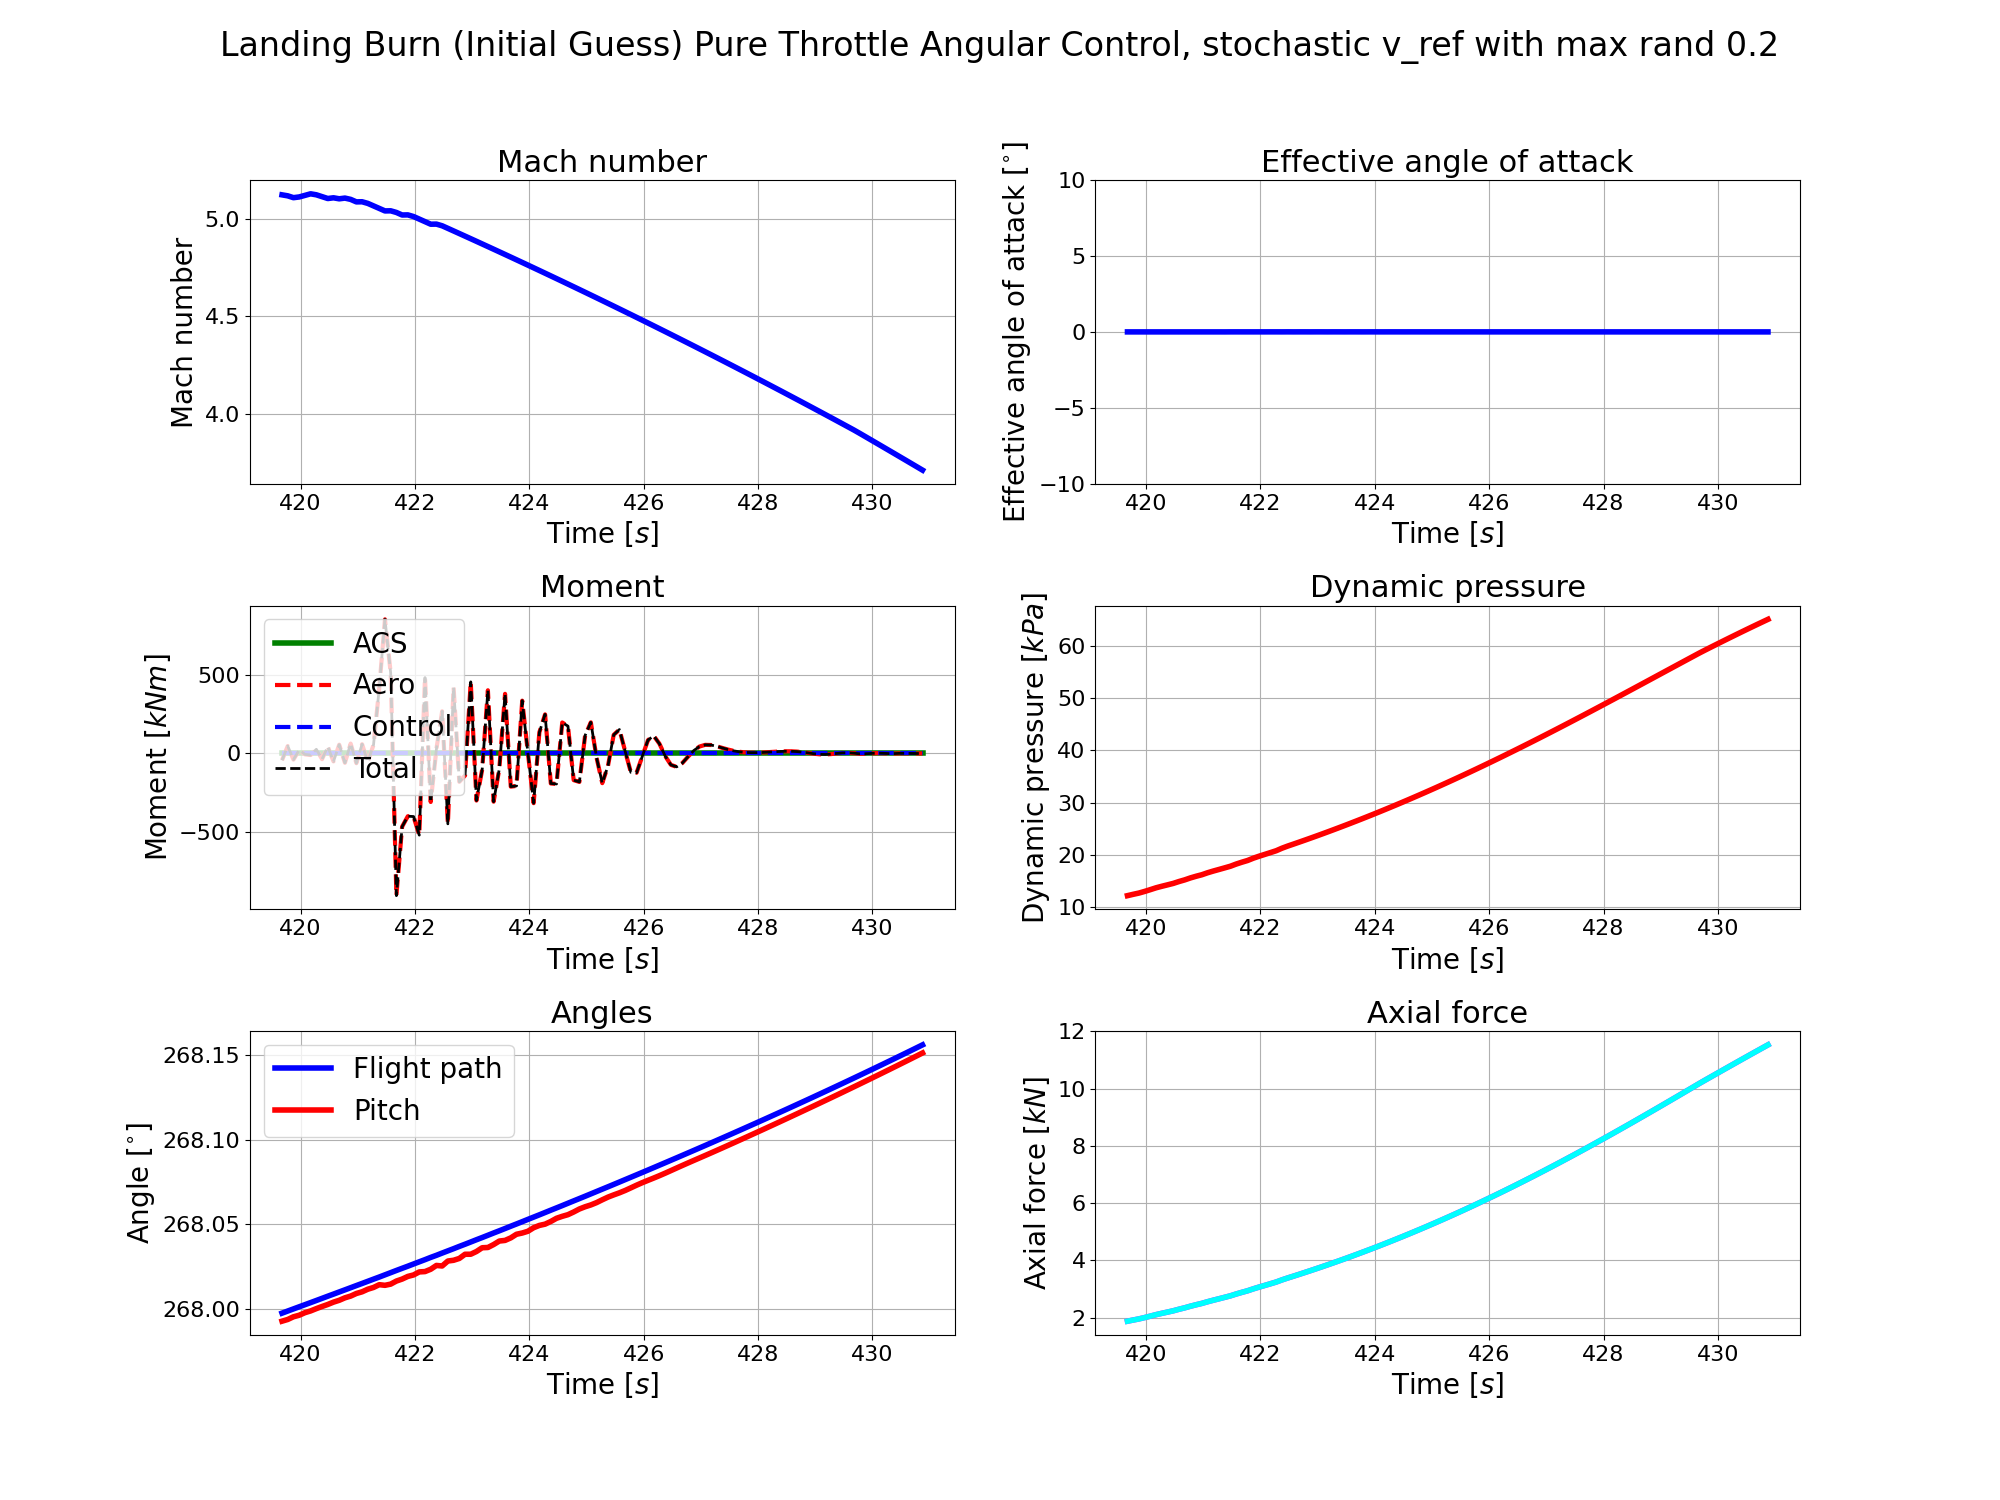 Landing Burn (Initial Guess) Pure Throttle Angular Control, stochastic v_ref with max rand 0.2
Mach number
Mach number
5.0
4.5
4.0
420 422 424 426 428 430
Time [s]
Effective angle of attack
Effective angle of attack [°]
10
5
0
−5
−10
420 422 424 426 428 430
Time [s]
Moment
Moment [kNm]
500
0
−500
ACS
Aero
Control
Total
420 422 424 426 428 430
Time [s]
Dynamic pressure
Dynamic pressure [kPa]
60
50
40
30
20
10
420 422 424 426 428 430
Time [s]
Angles
Angle [°]
268.15
268.10
268.05
268.00
Flight path
Pitch
420 422 424 426 428 430
Time [s]
Axial force
Axial force [kN]
12
10
8
6
4
2
420 422 424 426 428 430
Time [s]